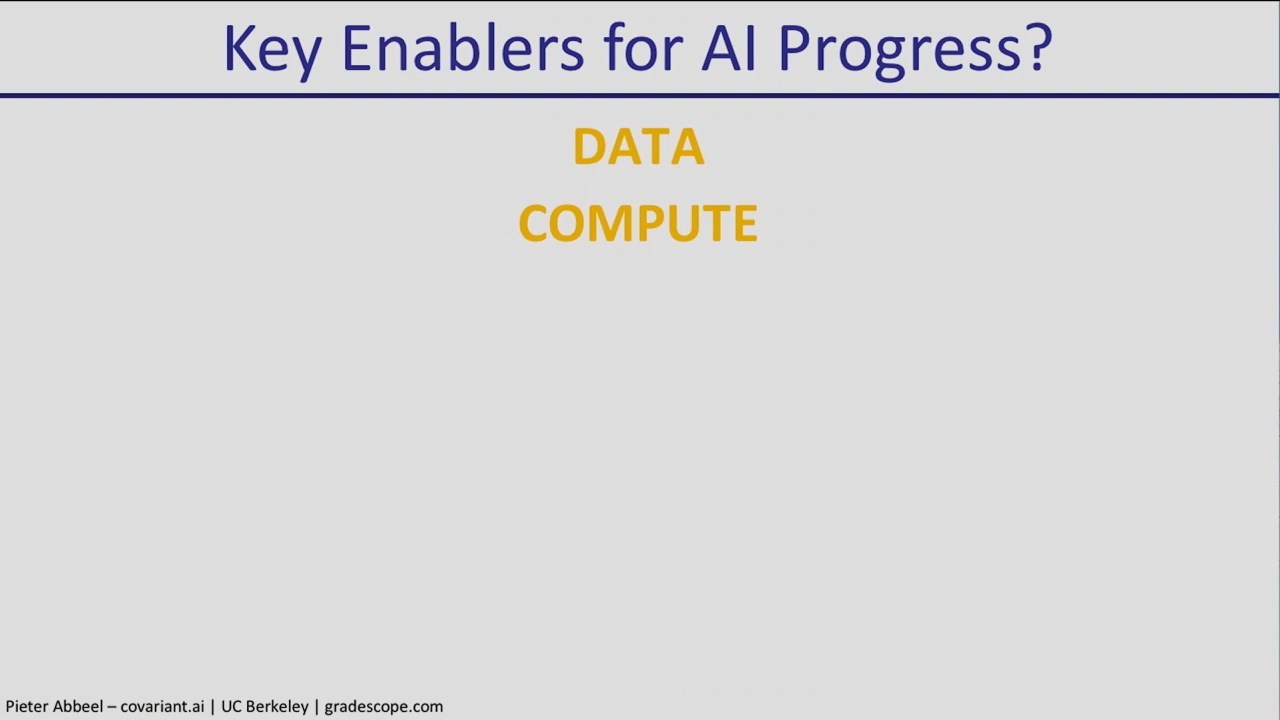 Key Enablers for AI Progress?
DATA
COMPUTE
Pieter Abbeel – covariant.ai | UC Berkeley | gradescope.com